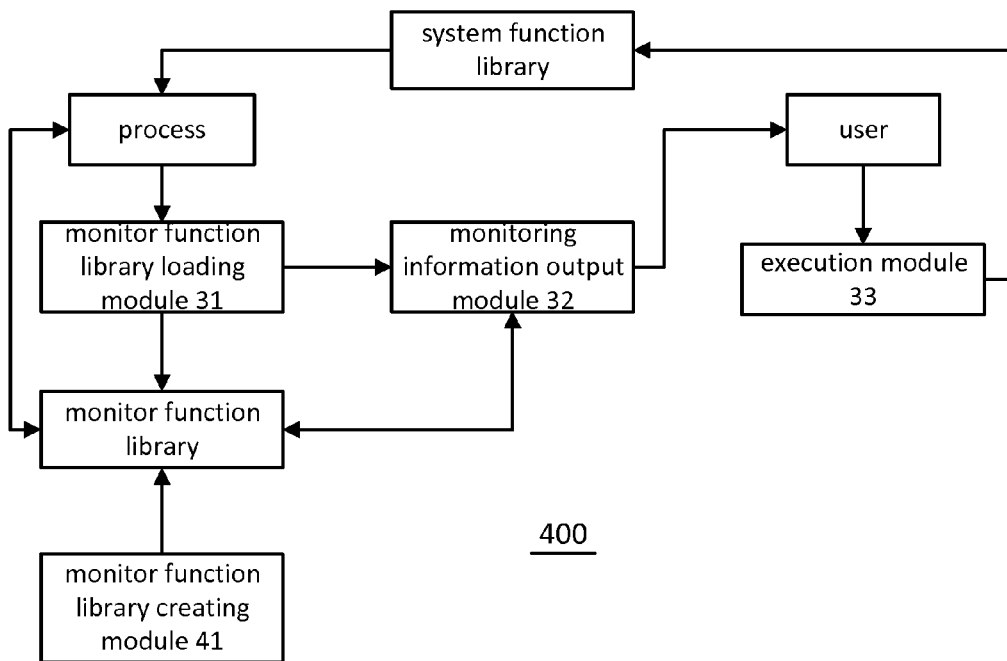 system function
library
process
user
monitor function
library loading
module 31
monitoring
information output
module 32
execution module
33
monitor function
library
400
monitor function
library creating
module 41